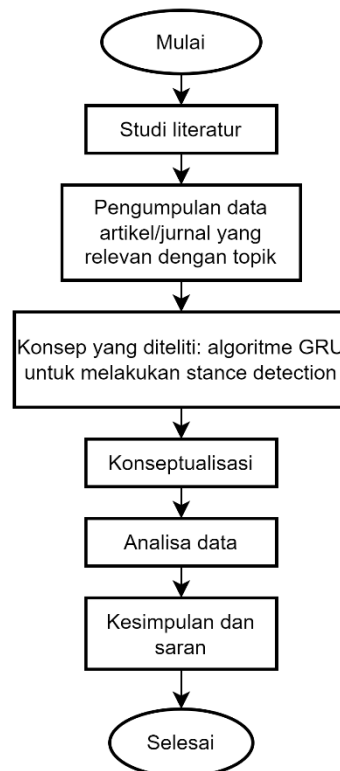 Mulai
Studi literatur
Pengumpulan data
artikel/jurnal yang
relevan dengan topik
Konsep yang diteliti: algoritme GRU
untuk melakukan stance detection
Konseptualisasi
Analisa data
Kesimpulan dan
saran
Selesai